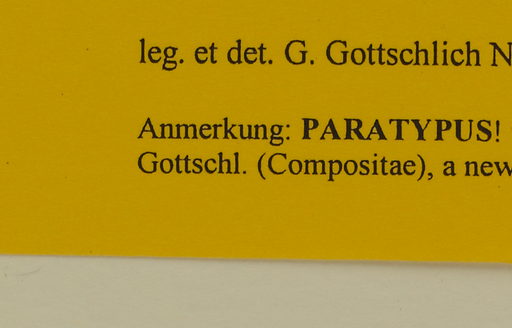 leg. et det. G. Gottschlich N
Anmerkung: PARATYPUS!
Gottschl. (Compositae), a new